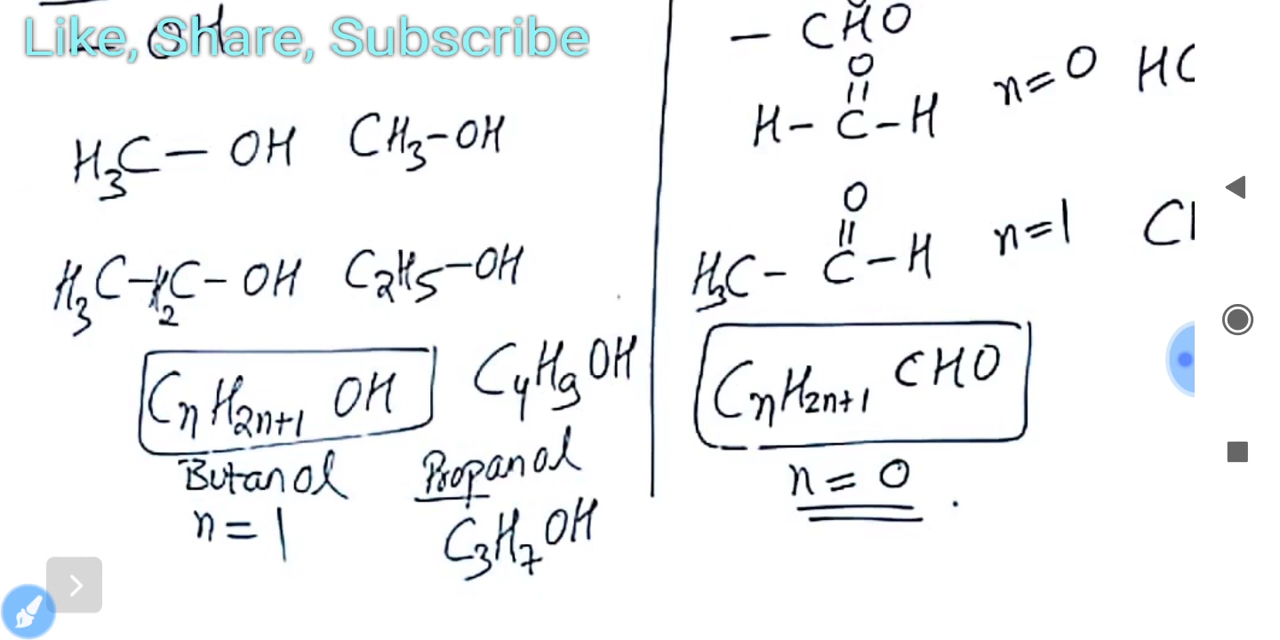 Like, Share, Subscribe
– OH
H₃C – OH CH₃–OH
H₃C–H₂C – OH C₂H₅–OH
CₙH₂ₙ₊₁ OH C₄H₉OH
Butanol Propanol
n = 1 C₃H₇OH
– CHO
O
||
H – C – H n=0 HC
O
||
H₃C – C – H n=1 Cl
CₙH₂ₙ₊₁ CHO
n = 0